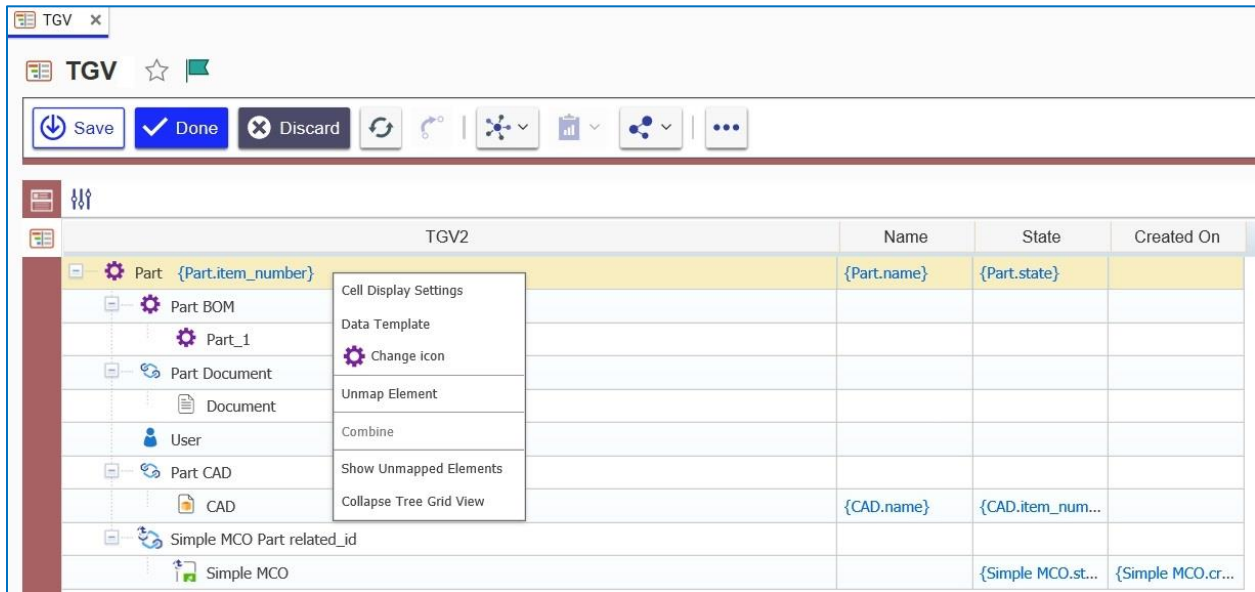 TGV
TGV
Save Done Discard
TGV2 Name State Created On
Part {Part.item_number} {Part.name} {Part.state}
Cell Display Settings
Part BOM
Data Template
Part_1
Change icon
Part Document
Unmap Element
Document
Combine
User
Show Unmapped Elements
Part CAD
Collapse Tree Grid View
CAD {CAD.name} {CAD.item_num...
Simple MCO Part related_id
Simple MCO {Simple MCO.st... {Simple MCO.cr...